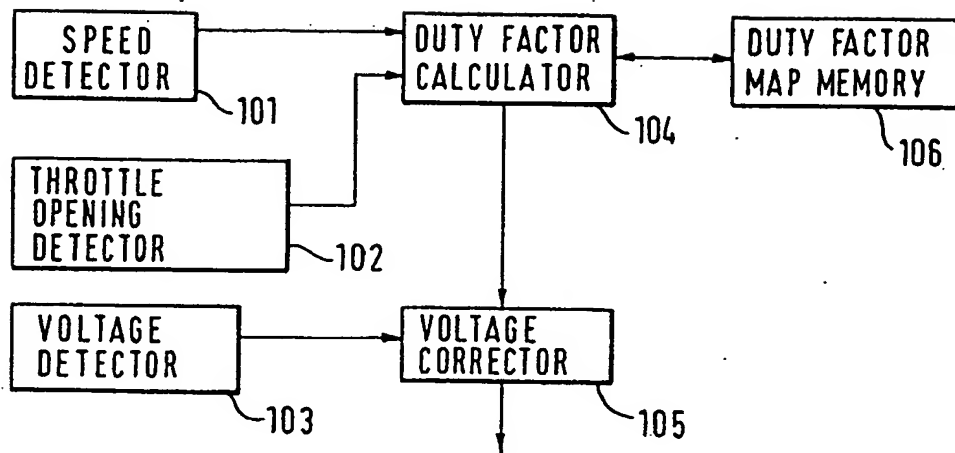 SPEED
DETECTOR
101
DUTY FACTOR
CALCULATOR
104
DUTY FACTOR
MAP MEMORY
106
THROTTLE
OPENING
DETECTOR
102
VOLTAGE
DETECTOR
103
VOLTAGE
CORRECTOR
105